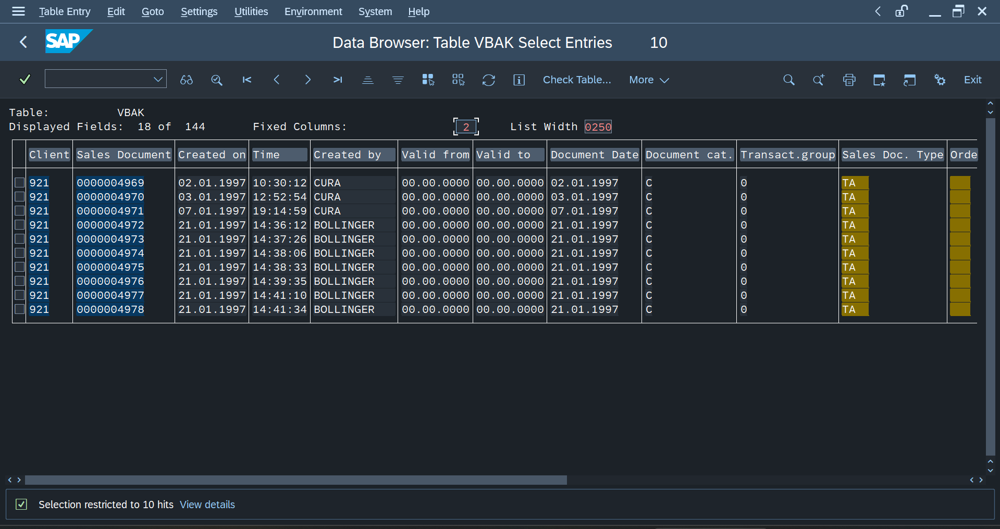 Table Entry Edit Goto Settings Utilities Environment System Help
SAP Data Browser: Table VBAK Select Entries 10
Check Table... More Exit
Table: VBAK
Displayed Fields: 18 of 144 Fixed Columns: 2 List Width 0250
Client Sales Document Created on Time Created by Valid from Valid to Document Date Document cat. Transact.group Sales Doc. Type Orde
921 0000004969 02.01.1997 10:30:12 CURA 00.00.0000 00.00.0000 02.01.1997 C 0 TA
921 0000004970 03.01.1997 12:52:54 CURA 00.00.0000 00.00.0000 03.01.1997 C 0 TA
921 0000004971 07.01.1997 19:14:59 CURA 00.00.0000 00.00.0000 07.01.1997 C 0 TA
921 0000004972 21.01.1997 14:36:12 BOLLINGER 00.00.0000 00.00.0000 21.01.1997 C 0 TA
921 0000004973 21.01.1997 14:37:26 BOLLINGER 00.00.0000 00.00.0000 21.01.1997 C 0 TA
921 0000004974 21.01.1997 14:38:06 BOLLINGER 00.00.0000 00.00.0000 21.01.1997 C 0 TA
921 0000004975 21.01.1997 14:38:33 BOLLINGER 00.00.0000 00.00.0000 21.01.1997 C 0 TA
921 0000004976 21.01.1997 14:39:35 BOLLINGER 00.00.0000 00.00.0000 21.01.1997 C 0 TA
921 0000004977 21.01.1997 14:41:10 BOLLINGER 00.00.0000 00.00.0000 21.01.1997 C 0 TA
921 0000004978 21.01.1997 14:41:34 BOLLINGER 00.00.0000 00.00.0000 21.01.1997 C 0 TA
Selection restricted to 10 hits View details